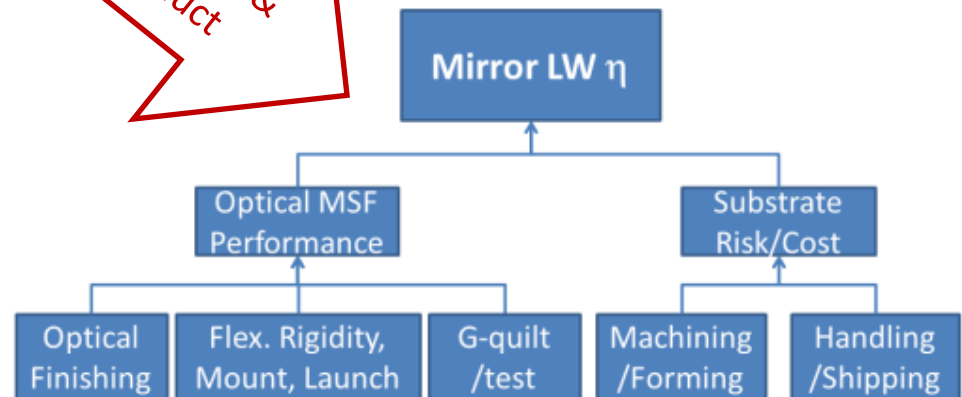 &
Mirror LW η
Optical MSF
Performance
Substrate
Risk/Cost
Optical
Finishing
Flex. Rigidity,
Mount, Launch
G-quilt
/test
Machining
/Forming
Handling
/Shipping